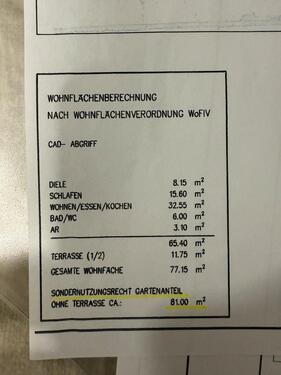 WOHNFLÄCHENBERECHNUNG
NACH WOHNFLÄCHENVERORDNUNG WoFIV
CAD- ABGRIFF
DIELE 8.15 m²
SCHLAFEN 15.60 m²
WOHNEN/ESSEN/KOCHEN 32.55 m²
BAD/WC 6.00 m²
AR 3.10 m²
65.40 m²
TERRASSE (1/2) 11.75 m²
GESAMTE WOHNFÄCHE 77.15 m²
SONDERNUTZUNGSRECHT GARTENANTEIL
OHNE TERRASSE CA.: 81.00 m²